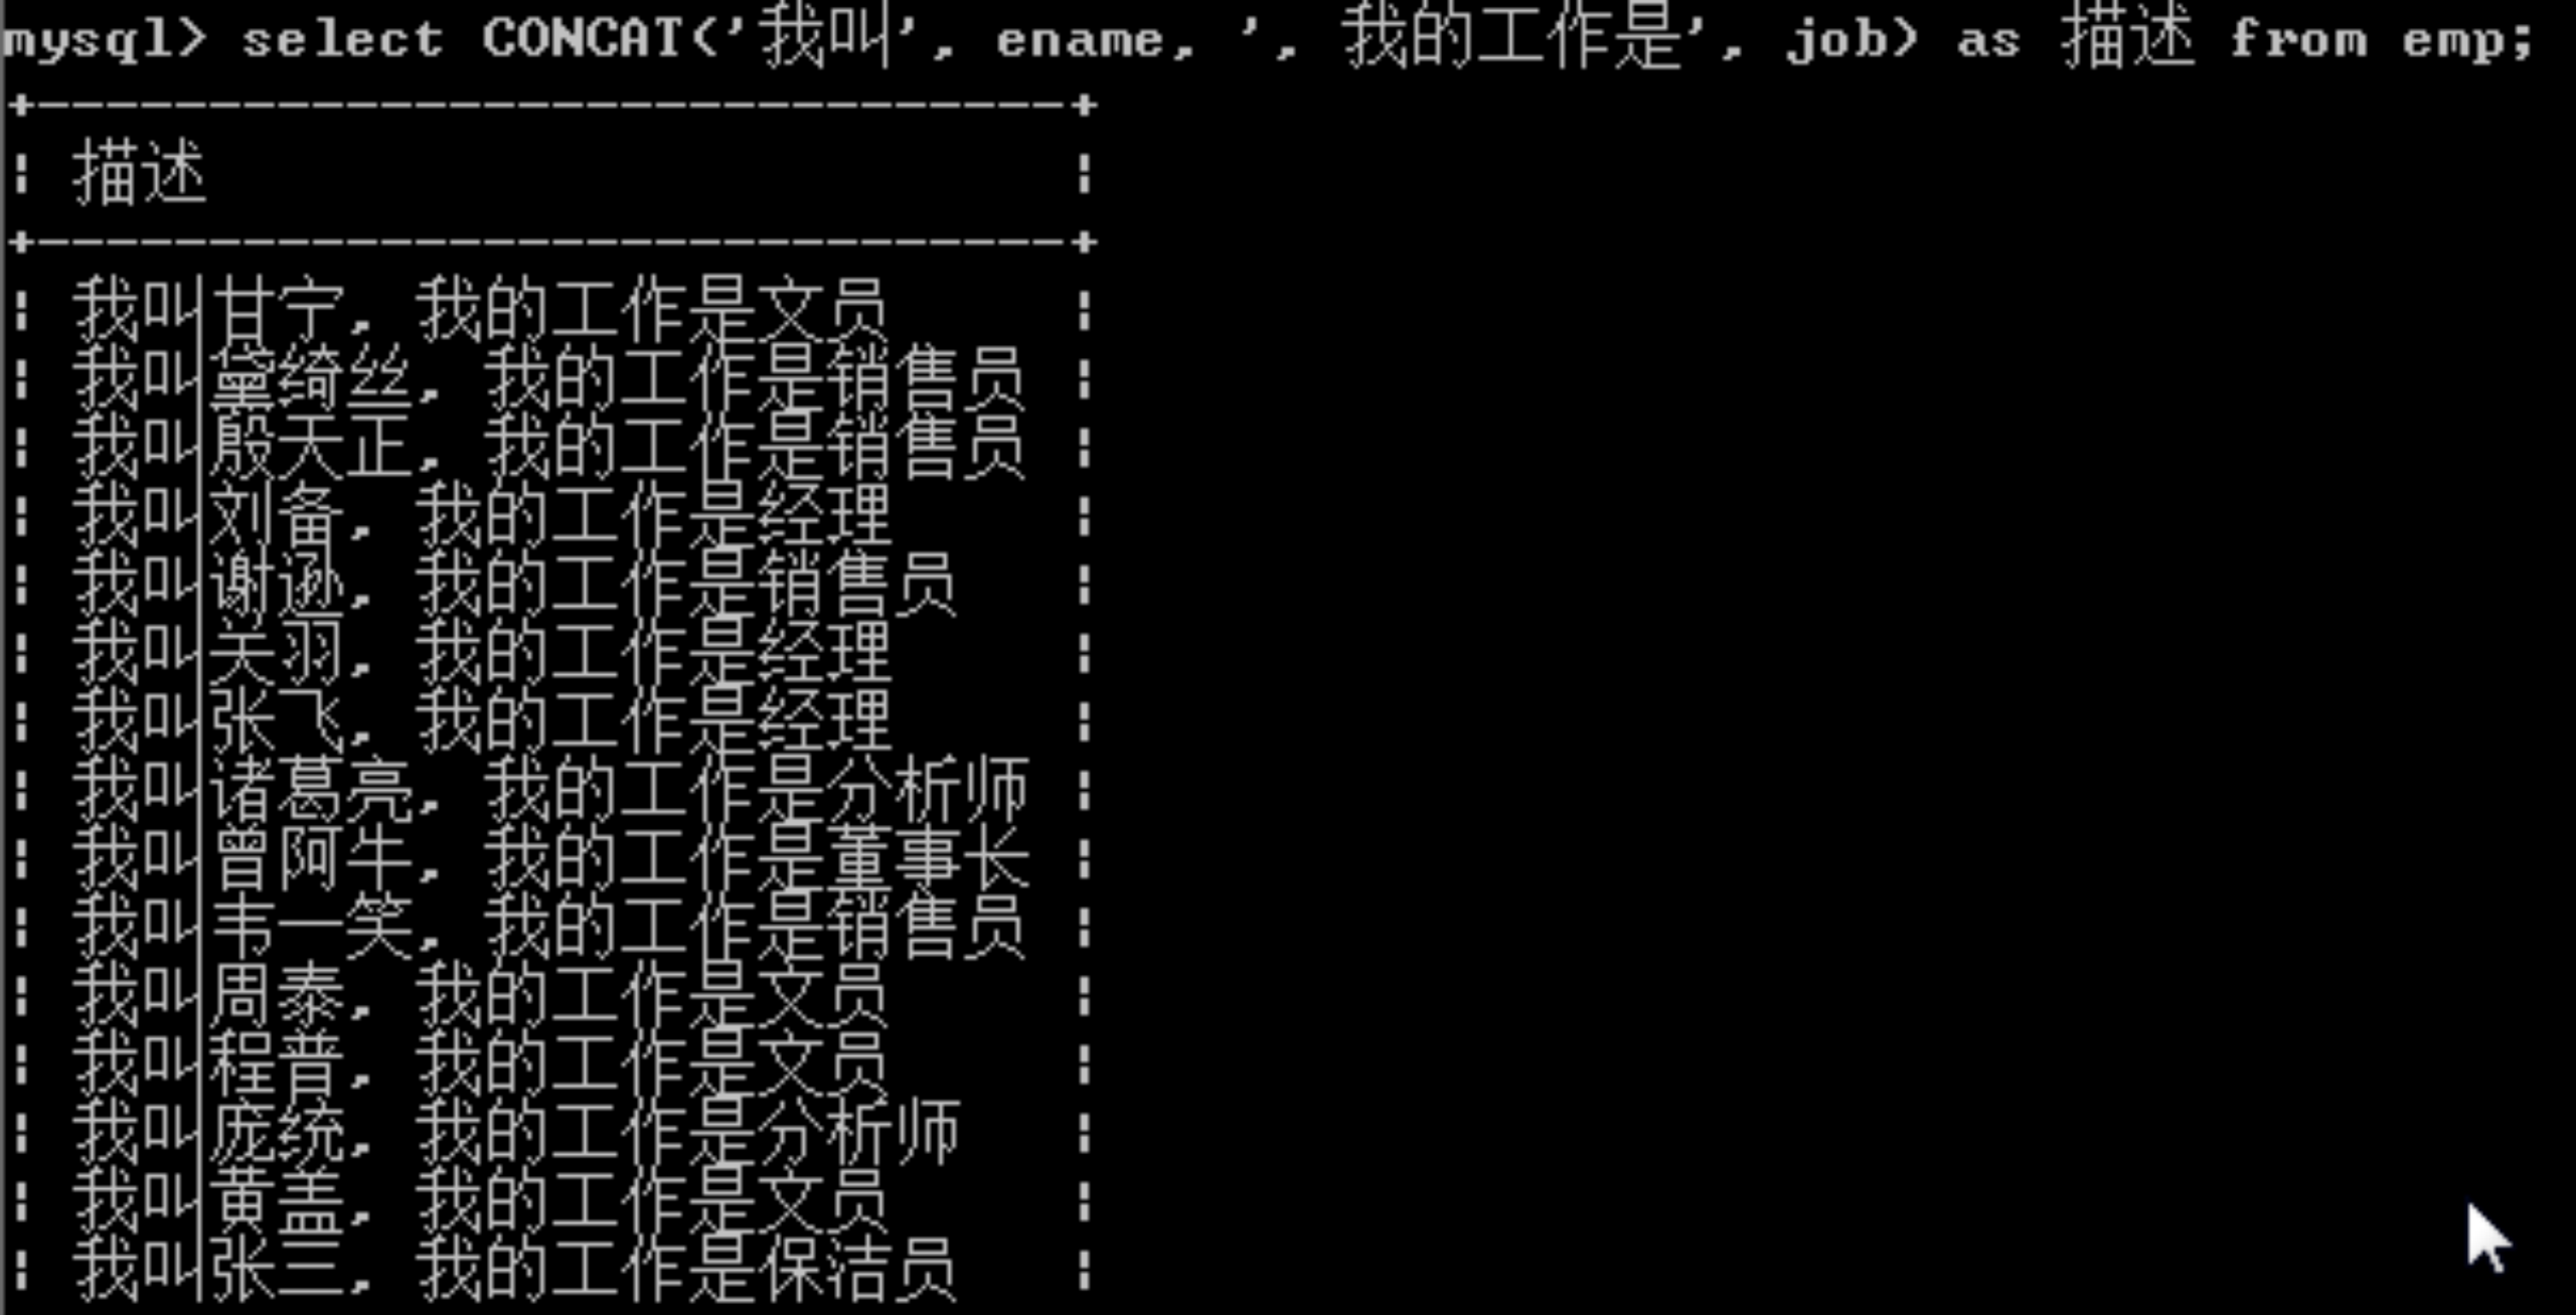 mysql> select CONCAT('我叫', ename, ', 我的工作是', job) as 描述 from emp;
+-------------------------------+
| 描述 |
+-------------------------------+
| 我叫甘宁, 我的工作是文员 |
| 我叫黛绮丝, 我的工作是销售员 |
| 我叫殷天正, 我的工作是销售员 |
| 我叫刘备, 我的工作是经理 |
| 我叫谢逊, 我的工作是销售员 |
| 我叫关羽, 我的工作是经理 |
| 我叫张飞, 我的工作是经理 |
| 我叫诸葛亮, 我的工作是分析师 |
| 我叫曾阿牛, 我的工作是董事长 |
| 我叫韦一笑, 我的工作是销售员 |
| 我叫周泰, 我的工作是文员 |
| 我叫程普, 我的工作是文员 |
| 我叫庞统, 我的工作是分析师 |
| 我叫黄盖, 我的工作是文员 |
| 我叫张三, 我的工作是保洁员 |